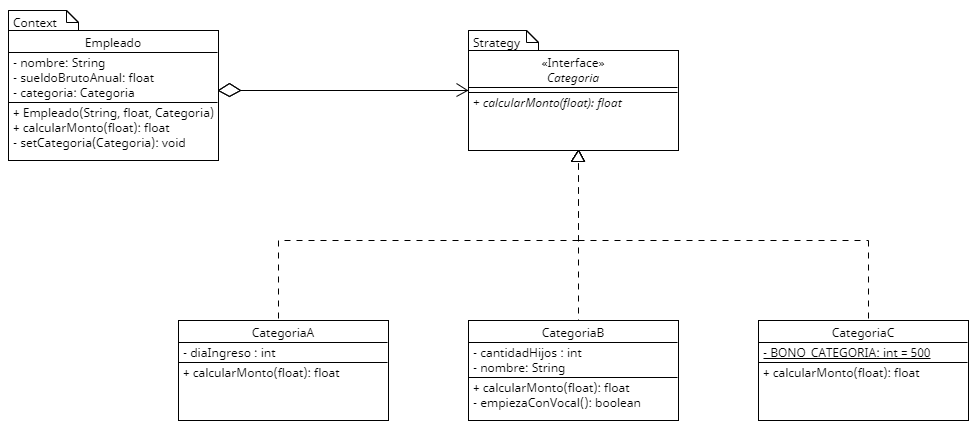 Context
Empleado
- nombre: String
- sueldoBrutoAnual: float
- categoria: Categoria
+ Empleado(String, float, Categoria)
+ calcularMonto(float): float
- setCategoria(Categoria): void
Strategy
«Interface»
Categoria
+ calcularMonto(float): float
CategoriaA
- diaIngreso : int
+ calcularMonto(float): float
CategoriaB
- cantidadHijos : int
- nombre: String
+ calcularMonto(float): float
- empiezaConVocal(): boolean
CategoriaC
- BONO_CATEGORIA: int = 500
+ calcularMonto(float): float